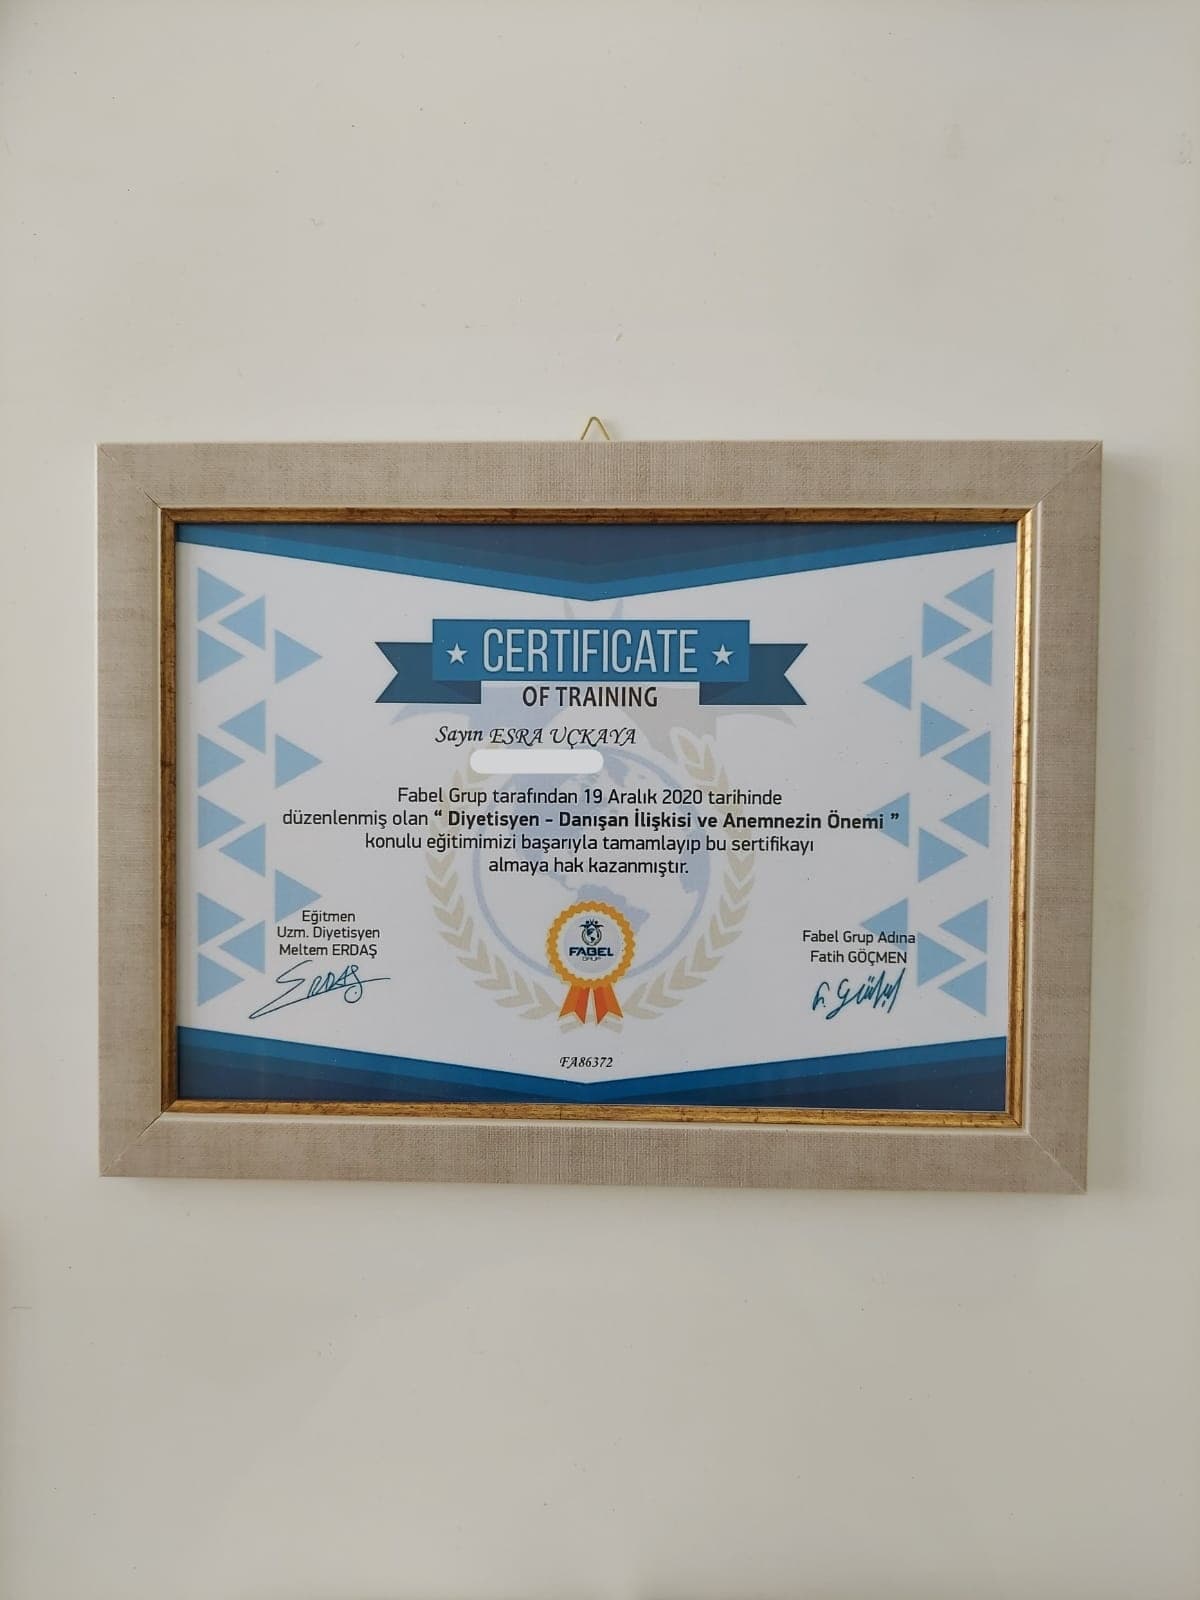 CERTIFICATE
OF TRAINING
Sayın ESRA UÇKAYA
Fabel Grup tarafından 19 Aralık 2020 tarihinde
düzenlenmiş olan “ Diyetisyen - Danışan İlişkisi ve Anemnezin Önemi ”
konulu eğitimimizi başarıyla tamamlayıp bu sertifikayı
almaya hak kazanmıştır.
Eğitmen
Uzm. Diyetisyen
Meltem ERDAŞ
ERDAŞ
FABEL
GRUP
Fabel Grup Adına
Fatih GÖÇMEN
FA86372